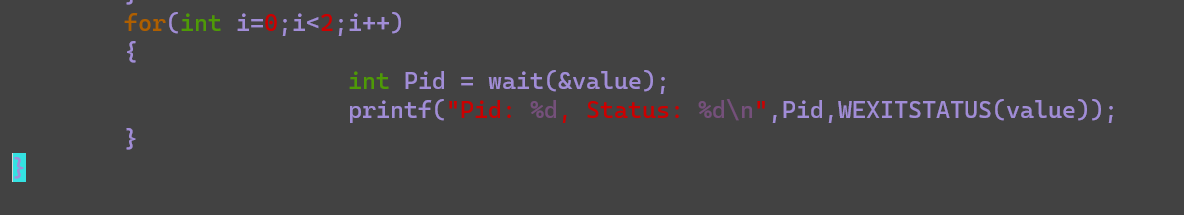 }
for(int i=0;i<2;i++)
{
int Pid = wait(&value);
printf("Pid: %d, Status: %d\n",Pid,WEXITSTATUS(value));
}
}